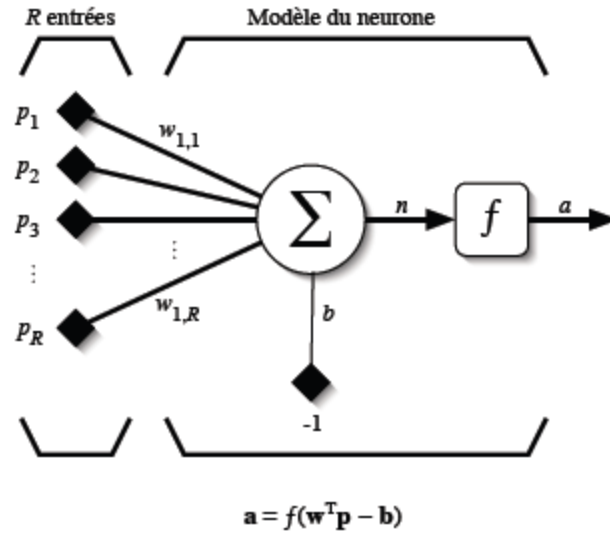 R entrées
Modèle du neurone
p₁
w₁,₁
p₂
p₃
n
f
a
Σ
⋮
⋮
w₁,R
b
pR
-1
a = f(wᵀp − b)